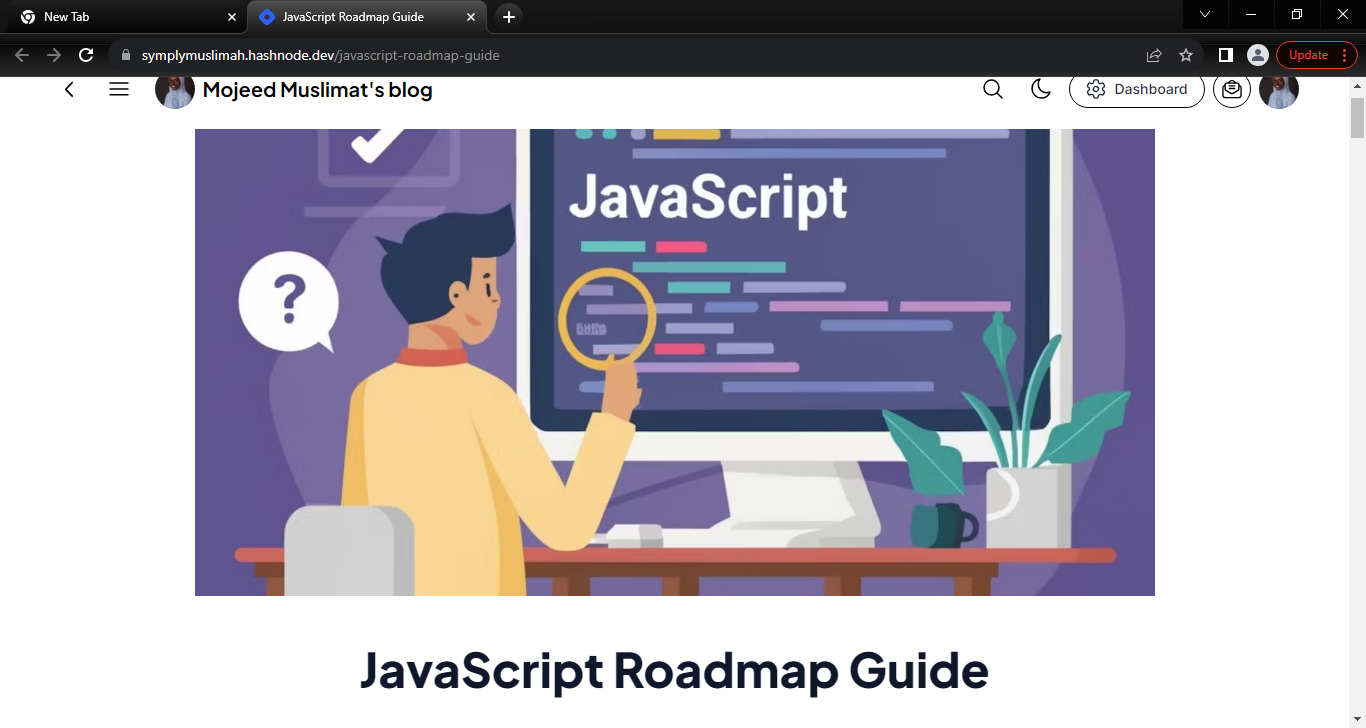 New Tab
JavaScript Roadmap Guide
symplymuslimah.hashnode.dev/javascript-roadmap-guide
Update
Mojeed Muslimat's blog
Dashboard
JavaScript
?
JavaScript Roadmap Guide